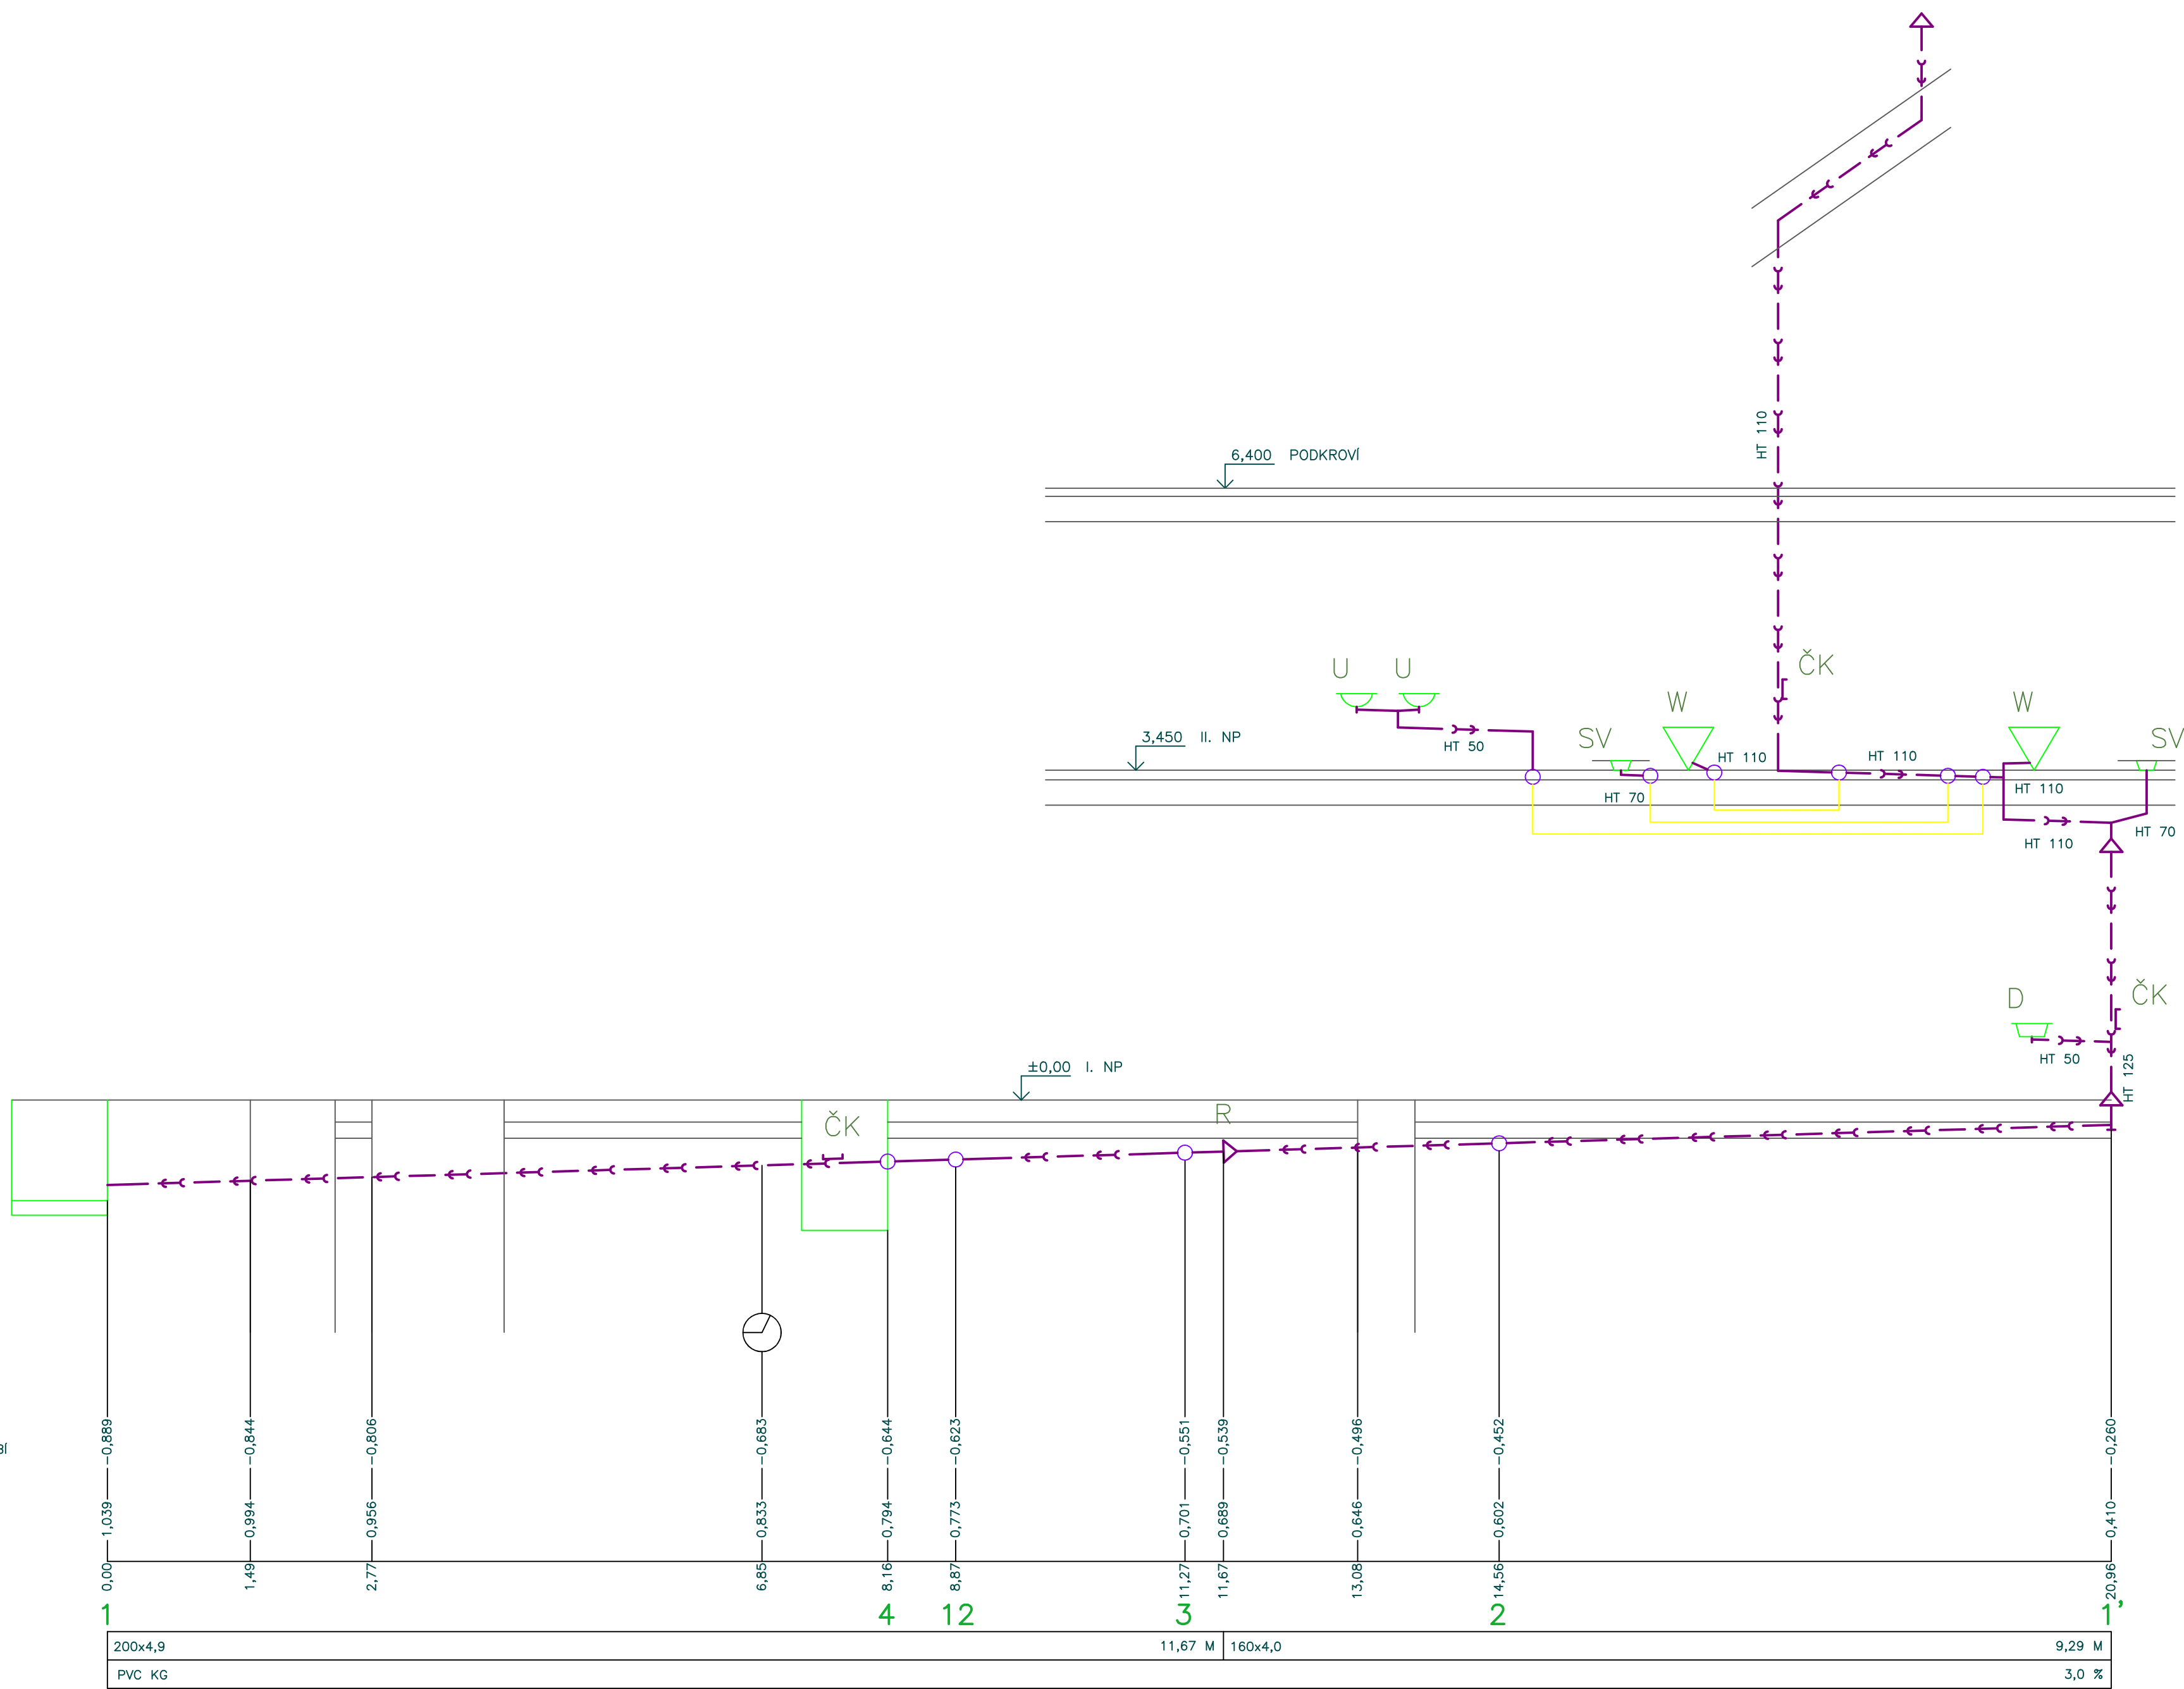 HT 110
6,400 PODKROVÍ
U U
ČK
W W
3,450 II. NP
HT 50
SV
HT 110
HT 110
SV
HT 70
HT 110
HT 110
HT 70
D
ČK
HT 50
HT 125
±0,00 I. NP
ČK
R
-0,889 -0,844 -0,806 -0,683 -0,644 -0,623 -0,551 -0,539 -0,496 -0,452 -0,260
1,039 0,994 0,956 0,833 0,794 0,773 0,701 0,689 0,646 0,602 0,410
0,00 1,49 2,77 6,85 8,16 8,87 11,27 11,67 13,08 14,56 20,96
1 4 12 3 2 1'
200x4,9 11,67 M 160x4,0 9,29 M
PVC KG 3,0 %